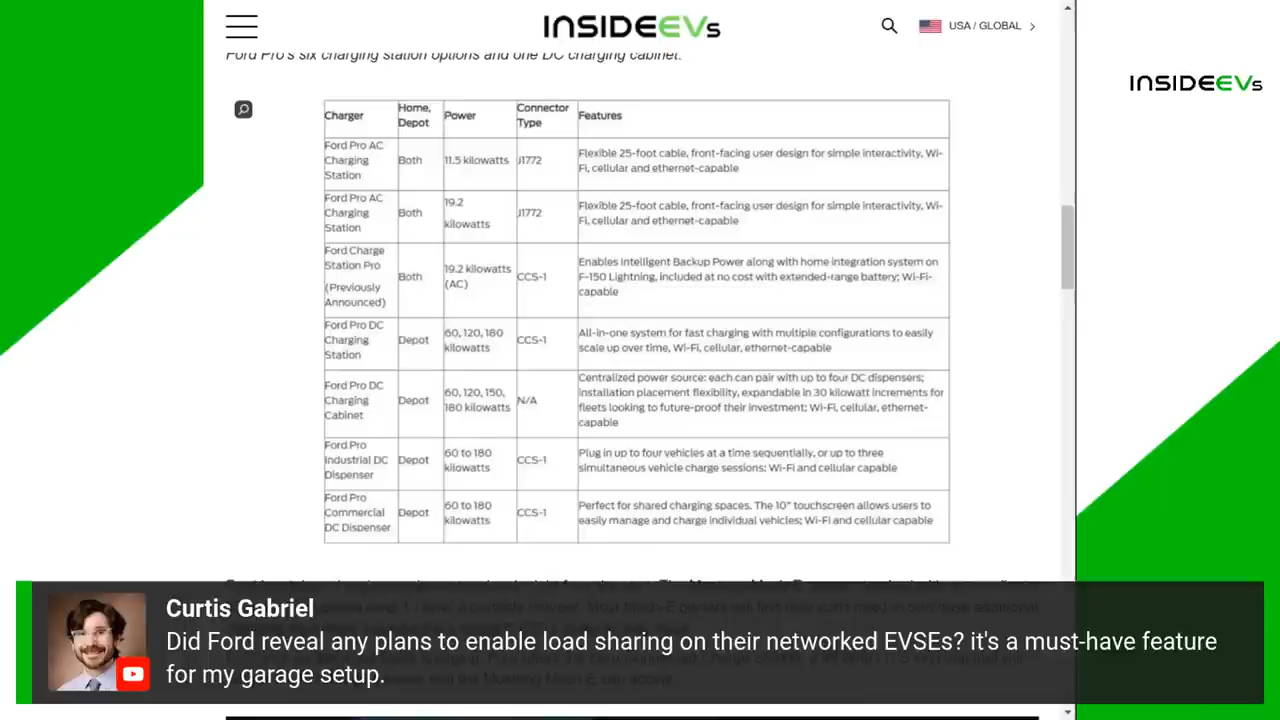 INSIDEEVs
USA / GLOBAL
INSIDEEVs
Ford Pro's six charging station options and one DC charging cabinet.
Charger
Home, Depot
Power
Connector Type
Features
Ford Pro AC Charging Station
Both
11.5 kilowatts
J1772
Flexible 25-foot cable, front-facing user design for simple interactivity, Wi-
Fi, cellular and ethernet-capable
Ford Pro AC Charging Station
Both
19.2 kilowatts
J1772
Flexible 25-foot cable, front-facing user design for simple interactivity, Wi-
Fi, cellular and ethernet-capable
Ford Charge Station Pro
(Previously Announced)
Both
19.2 kilowatts (AC)
CCS-1
Enables Intelligent Backup Power along with home integration system on
F-150 Lightning, included at no cost with extended-range battery; Wi-Fi-
capable
Ford Pro DC Charging Station
Depot
60, 120, 180 kilowatts
CCS-1
All-in-one system for fast charging with multiple configurations to easily
scale up over time, Wi-Fi, cellular, ethernet-capable
Ford Pro DC Charging Cabinet
Depot
60, 120, 150, 180 kilowatts
N/A
Centralized power source: each can pair with up to four DC dispensers;
installation placement flexibility, expandable in 30 kilowatt increments for
fleets looking to future-proof their investment; Wi-Fi, cellular, ethernet-
capable
Ford Pro Industrial DC Dispenser
Depot
60 to 180 kilowatts
CCS-1
Plug in up to four vehicles at a time sequentially, or up to three
simultaneous vehicle charge sessions; Wi-Fi and cellular capable
Ford Pro Commercial DC Dispenser
Depot
60 to 180 kilowatts
CCS-1
Perfect for shared charging spaces. The 10" touchscreen allows users to
easily manage and charge individual vehicles; Wi-Fi and cellular capable
Curtis Gabriel
Did Ford reveal any plans to enable load sharing on their networked EVSEs? it's a must-have feature
for my garage setup.